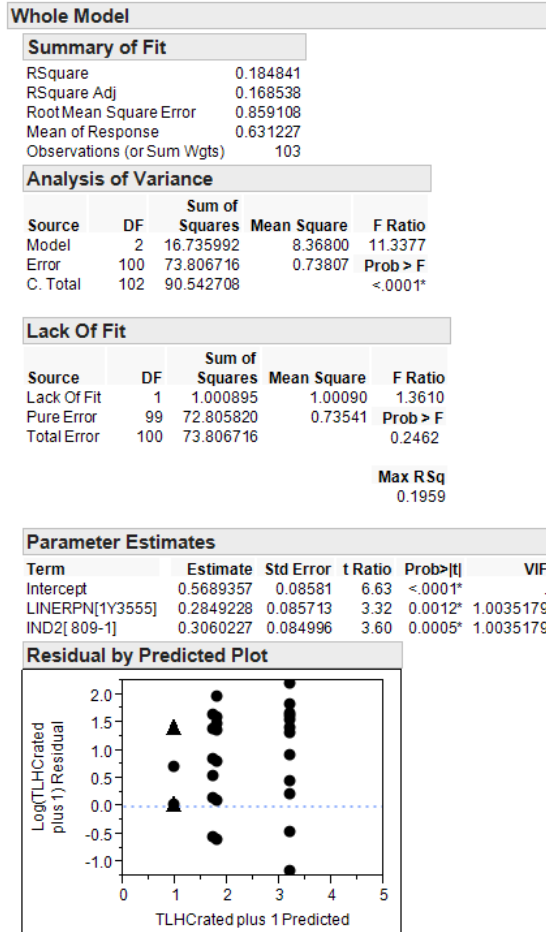 Whole Model
Summary of Fit
RSquare 0.184841
RSquare Adj 0.168538
Root Mean Square Error 0.859108
Mean of Response 0.631227
Observations (or Sum Wgts) 103
Analysis of Variance
Sum of
Source DF Squares Mean Square F Ratio
Model 2 16.735992 8.36800 11.3377
Error 100 73.806716 0.73807 Prob > F
C. Total 102 90.542708 <.0001*
Lack Of Fit
Sum of
Source DF Squares Mean Square F Ratio
Lack Of Fit 1 1.000895 1.00090 1.3610
Pure Error 99 72.805820 0.73541 Prob > F
Total Error 100 73.806716 0.2462
Max RSq
0.1959
Parameter Estimates
Term Estimate Std Error t Ratio Prob>|t| VIF
Intercept 0.5689357 0.08581 6.63 <.0001* .
LINERPN[1Y3555] 0.2849228 0.085713 3.32 0.0012* 1.0035179
IND2[ 809-1] 0.3060227 0.084996 3.60 0.0005* 1.0035179
Residual by Predicted Plot
Log(TLHCrated
plus 1) Residual
2.0
1.5
1.0
0.5
0.0
-0.5
-1.0
0 1 2 3 4 5
TLHCrated plus 1 Predicted